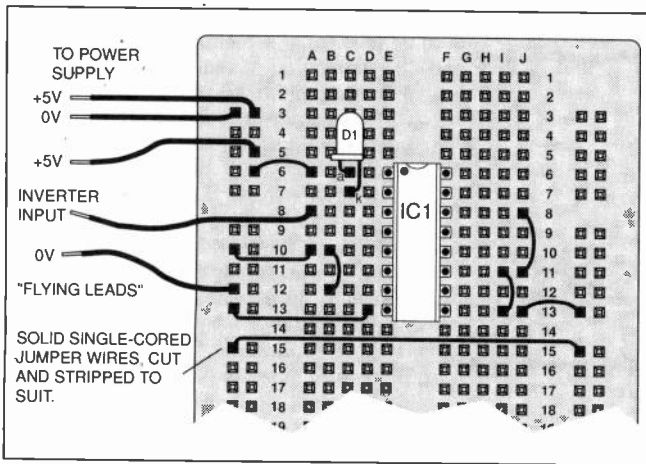 TO POWER
SUPPLY
+5V
0V
+5V
INVERTER
INPUT
0V
"FLYING LEADS"
SOLID SINGLE-CORED
JUMPER WIRES, CUT
AND STRIPPED TO
SUIT.
A B C D E F G H I J
1 1
2 2
3 3
4 4
5 5
6 6
7 7
8 8
9 9
10 10
11 11
12 12
13 13
14 14
15 15
16 16
17 17
18 18
D1
a
k
IC1